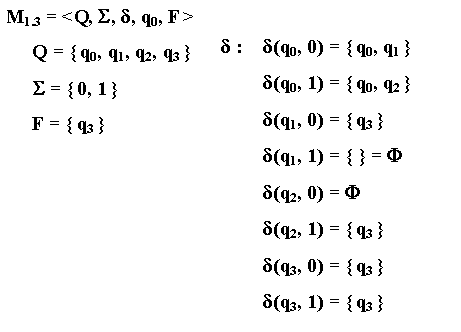 M₁.₃ = <Q, Σ, δ, q₀, F>
Q = { q₀, q₁, q₂, q₃ }
Σ = { 0, 1 }
F = { q₃ }
δ : δ(q₀, 0) = { q₀, q₁ }
δ(q₀, 1) = { q₀, q₂ }
δ(q₁, 0) = { q₃ }
δ(q₁, 1) = { } = Φ
δ(q₂, 0) = Φ
δ(q₂, 1) = { q₃ }
δ(q₃, 0) = { q₃ }
δ(q₃, 1) = { q₃ }